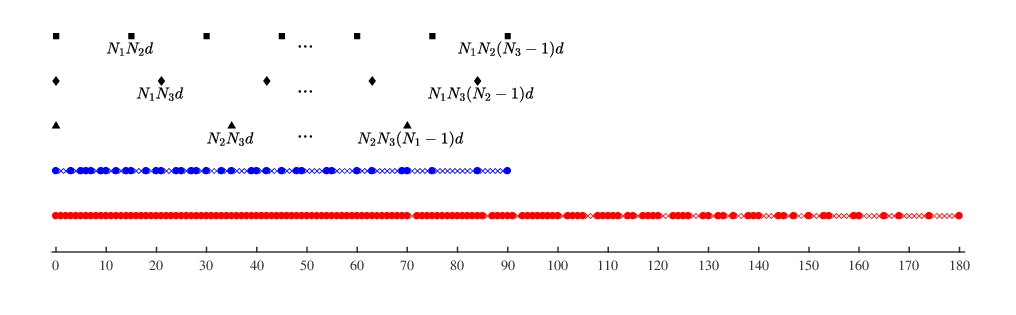 ...
N₁N₂d N₁N₂(N₃ − 1)d
...
N₁N₃d N₁N₃(N₂ − 1)d
...
N₂N₃d N₂N₃(N₁ − 1)d
0 10 20 30 40 50 60 70 80 90 100 110 120 130 140 150 160 170 180